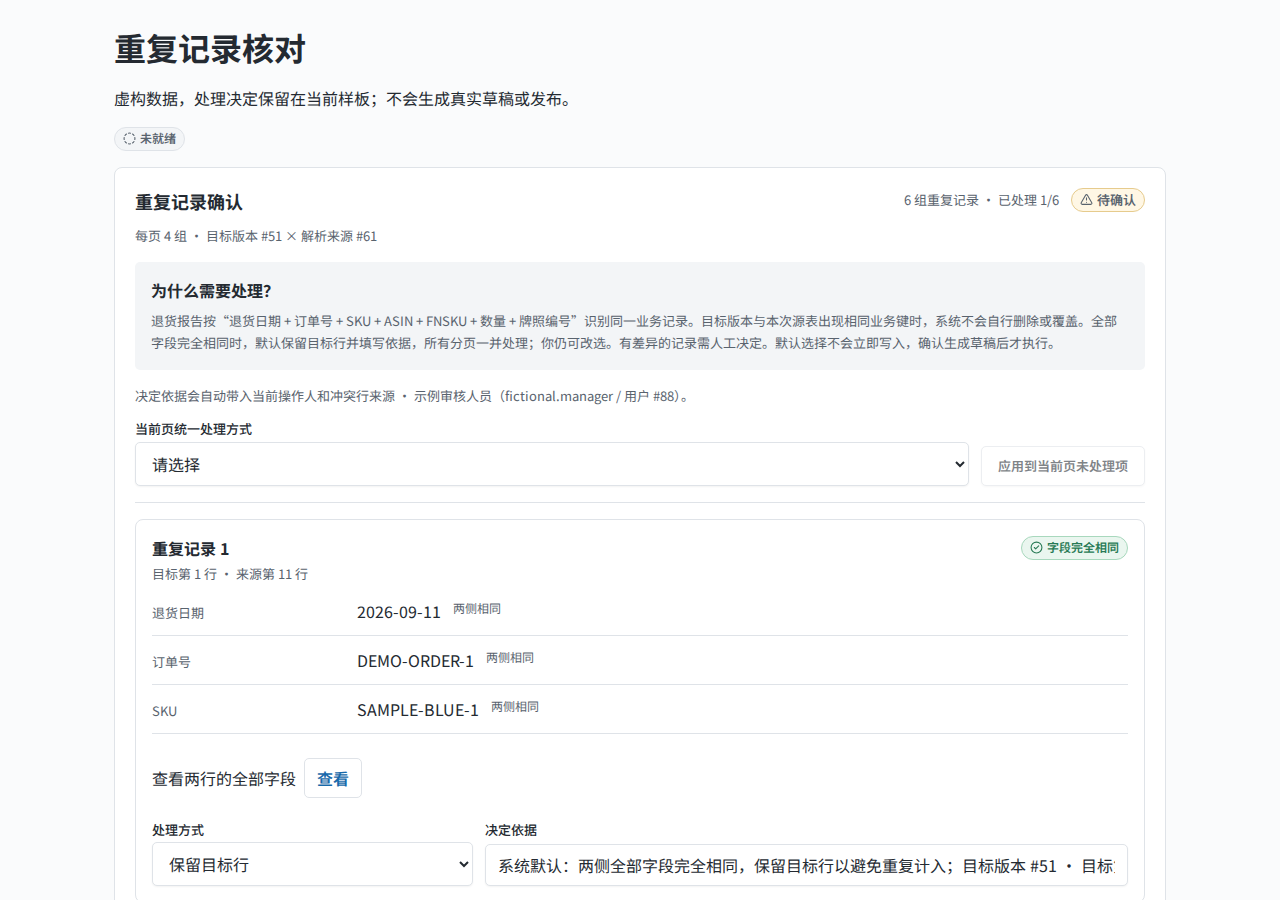 重复记录核对
虚构数据，处理决定保留在当前样板；不会生成真实草稿或发布。
未就绪
重复记录确认
6 组重复记录 · 已处理 1/6
待确认
每页 4 组 · 目标版本 #51 × 解析来源 #61
为什么需要处理？
退货报告按“退货日期 + 订单号 + SKU + ASIN + FNSKU + 数量 + 牌照编号”识别同一业务记录。目标版本与本次源表出现相同业务键时，系统不会自行删除或覆盖。全部
字段完全相同时，默认保留目标行并填写依据，所有分页一并处理；你仍可改选。有差异的记录需人工决定。默认选择不会立即写入，确认生成草稿后才执行。
决定依据会自动带入当前操作人和冲突行来源 · 示例审核人员（fictional.manager / 用户 #88）。
当前页统一处理方式
请选择
应用到当前页未处理项
重复记录 1
字段完全相同
目标第 1 行 · 来源第 11 行
退货日期 2026-09-11 两侧相同
订单号 DEMO-ORDER-1 两侧相同
SKU SAMPLE-BLUE-1 两侧相同
查看两行的全部字段 查看
处理方式 决定依据
保留目标行 系统默认：两侧全部字段完全相同，保留目标行以避免重复计入；目标版本 #51 · 目标